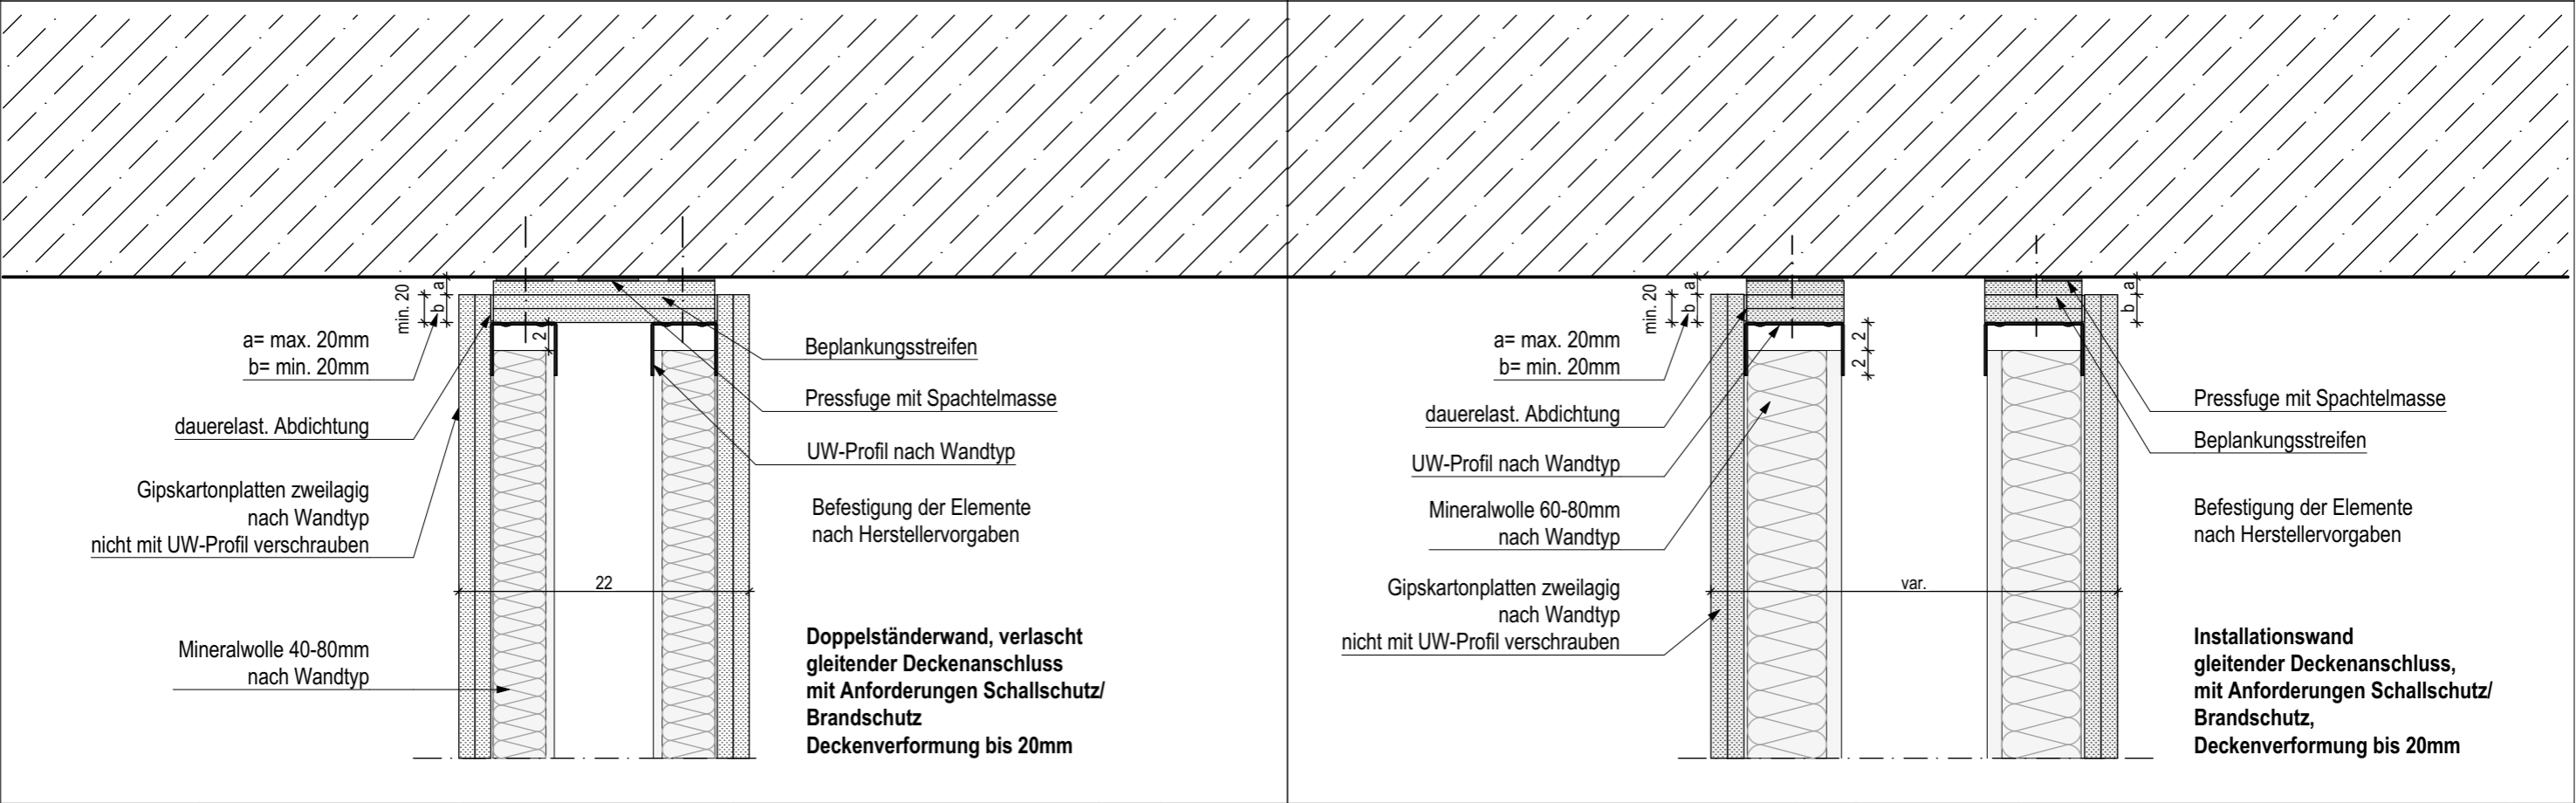 min. 20
a
b
a= max. 20mm
b= min. 20mm
dauerelast. Abdichtung
Gipskartonplatten zweilagig
nach Wandtyp
nicht mit UW-Profil verschrauben
Mineralwolle 40-80mm
nach Wandtyp
2
22
Beplankungsstreifen
Pressfuge mit Spachtelmasse
UW-Profil nach Wandtyp
Befestigung der Elemente
nach Herstellervorgaben
Doppelständerwand, verlascht
gleitender Deckenanschluss
mit Anforderungen Schallschutz/
Brandschutz
Deckenverformung bis 20mm
min. 20
a
b
a= max. 20mm
b= min. 20mm
dauerelast. Abdichtung
UW-Profil nach Wandtyp
Mineralwolle 60-80mm
nach Wandtyp
Gipskartonplatten zweilagig
nach Wandtyp
nicht mit UW-Profil verschrauben
2
2
var.
a
b
Pressfuge mit Spachtelmasse
Beplankungsstreifen
Befestigung der Elemente
nach Herstellervorgaben
Installationswand
gleitender Deckenanschluss,
mit Anforderungen Schallschutz/
Brandschutz,
Deckenverformung bis 20mm